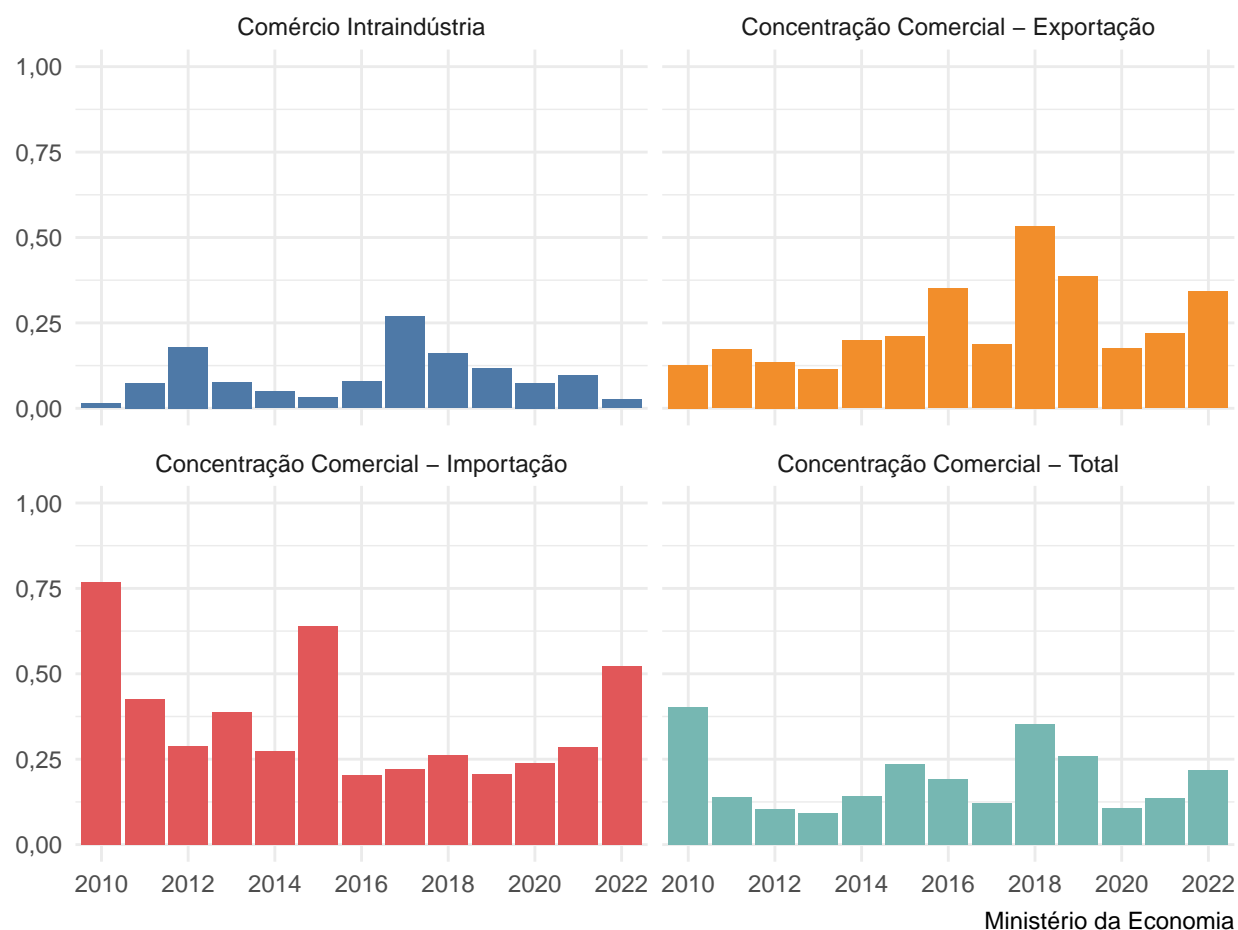 Comércio Intraindústria
Concentração Comercial – Exportação
1,00
0,75
0,50
0,25
0,00
Concentração Comercial – Importação
Concentração Comercial – Total
1,00
0,75
0,50
0,25
0,00
2010 2012 2014 2016 2018 2020 2022
2010 2012 2014 2016 2018 2020 2022
Ministério da Economia